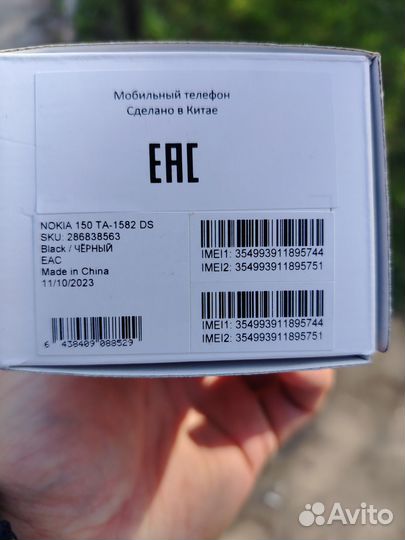 Мобильный телефон
Сделано в Китае
EAC
NOKIA 150 TA-1582 DS
SKU: 286838563
Black / ЧЁРНЫЙ
EAC
Made in China
11/10/2023
6 438409 088529
IMEI1: 354993911895744
IMEI2: 354993911895751
IMEI1: 354993911895744
IMEI2: 354993911895751
Avito